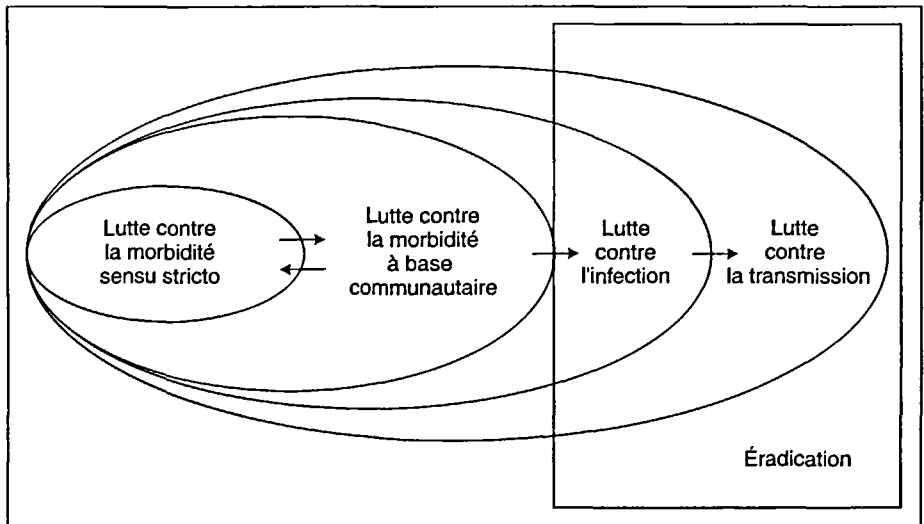 Lutte contre
la morbidité
sensu stricto
Lutte contre
la morbidité
à base
communautaire
Lutte
contre
l'infection
Lutte
contre
la transmission
Éradication